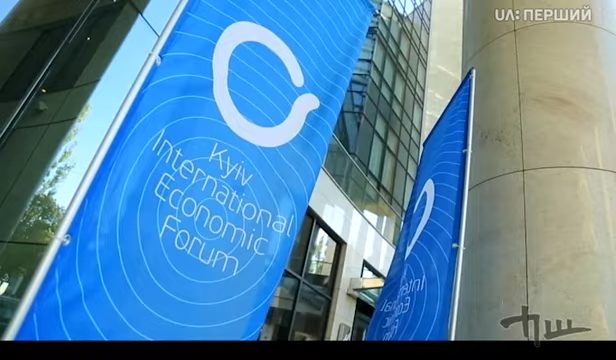 UA: ПЕРШИЙ
Kyiv
International
Economic
Forum